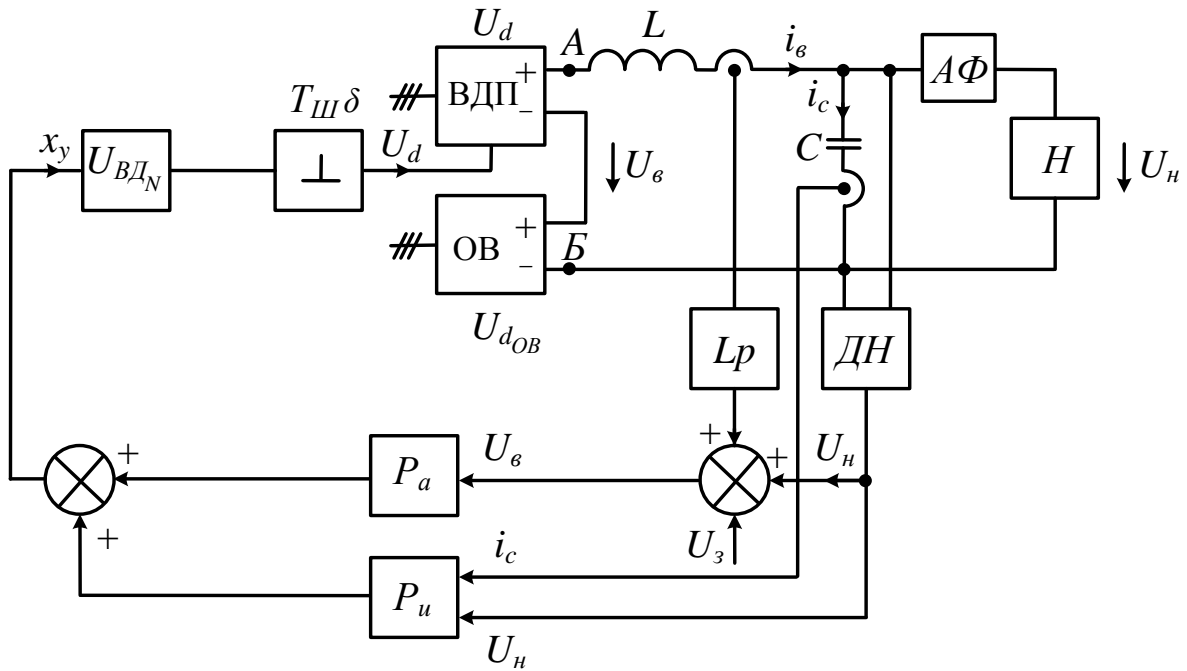 U_d
A
L
i_в
АФ
+
ВДП
−
i_c
T_Ш δ
C
H
x_y
U_ВД_N
⊥
U_d
U_в
U_н
+
ОВ
−
Б
U_d_ОВ
Lp
ДН
+
+
U_в
+
U_н
P_a
i_c
U_з
+
P_u
U_н